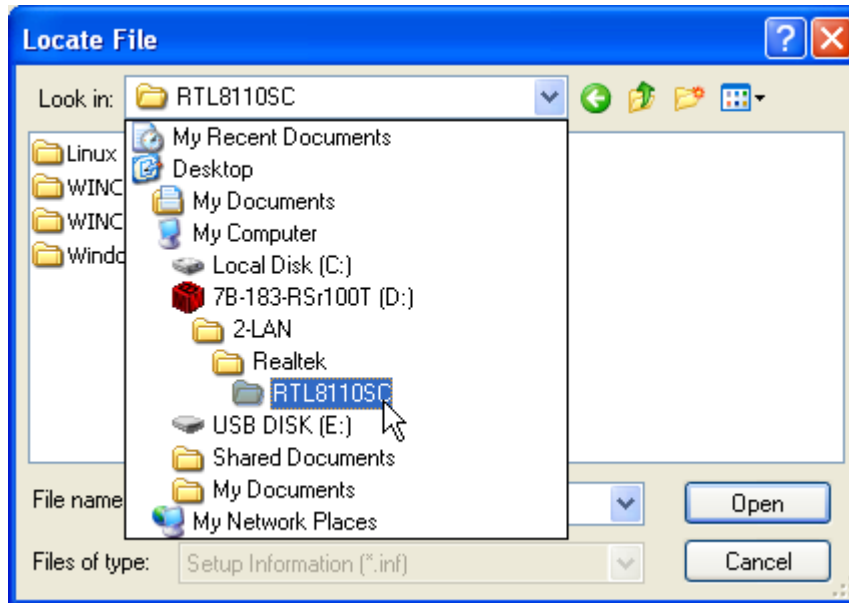 Locate File
Look in: RTL8110SC
My Recent Documents
Desktop
My Documents
My Computer
Local Disk (C:)
7B-183-RSr100T (D:)
2-LAN
Realtek
RTL8110SC
USB DISK (E:)
Shared Documents
My Documents
My Network Places
Linux
WINC
WINC
Windo
File name
Open
Files of type: Setup Information (*.inf)
Cancel